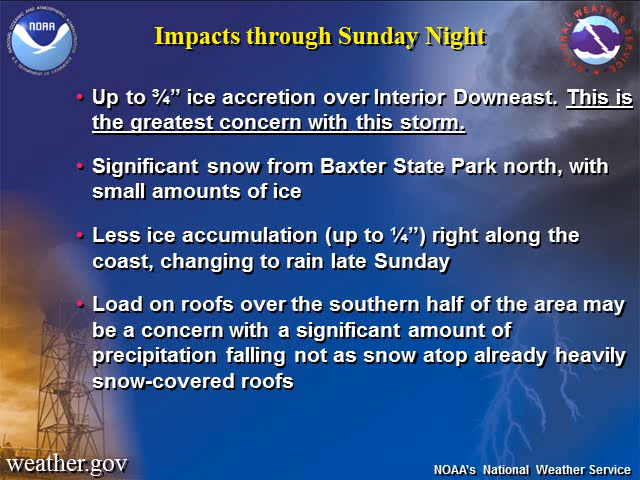 NOAA
NATIONAL WEATHER SERVICE
Impacts through Sunday Night
• Up to ¾” ice accretion over Interior Downeast. This is
the greatest concern with this storm.
• Significant snow from Baxter State Park north, with
small amounts of ice
• Less ice accumulation (up to ¼”) right along the
coast, changing to rain late Sunday
• Load on roofs over the southern half of the area may
be a concern with a significant amount of
precipitation falling not as snow atop already heavily
snow-covered roofs
weather.gov
NOAA's National Weather Service